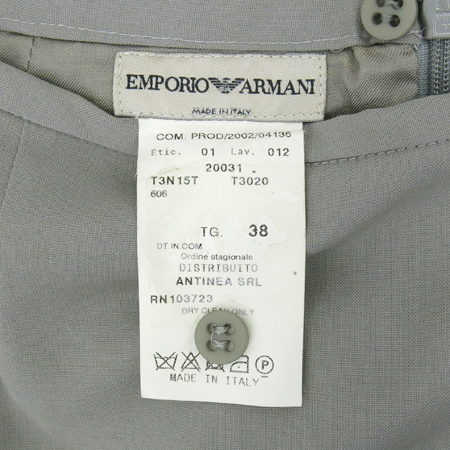 EMPORIO ARMANI
MADE IN ITALY
COM. PROD/2002/04136
Etic. 01 Lav. 012
20031
T3N15T T3020
606
TG. 38
DT IN.COM
Ordine stagionale
DISTRIBUITO
ANTINEA SRL
RN103723
DRY CLEAN ONLY
P
MADE IN ITALY